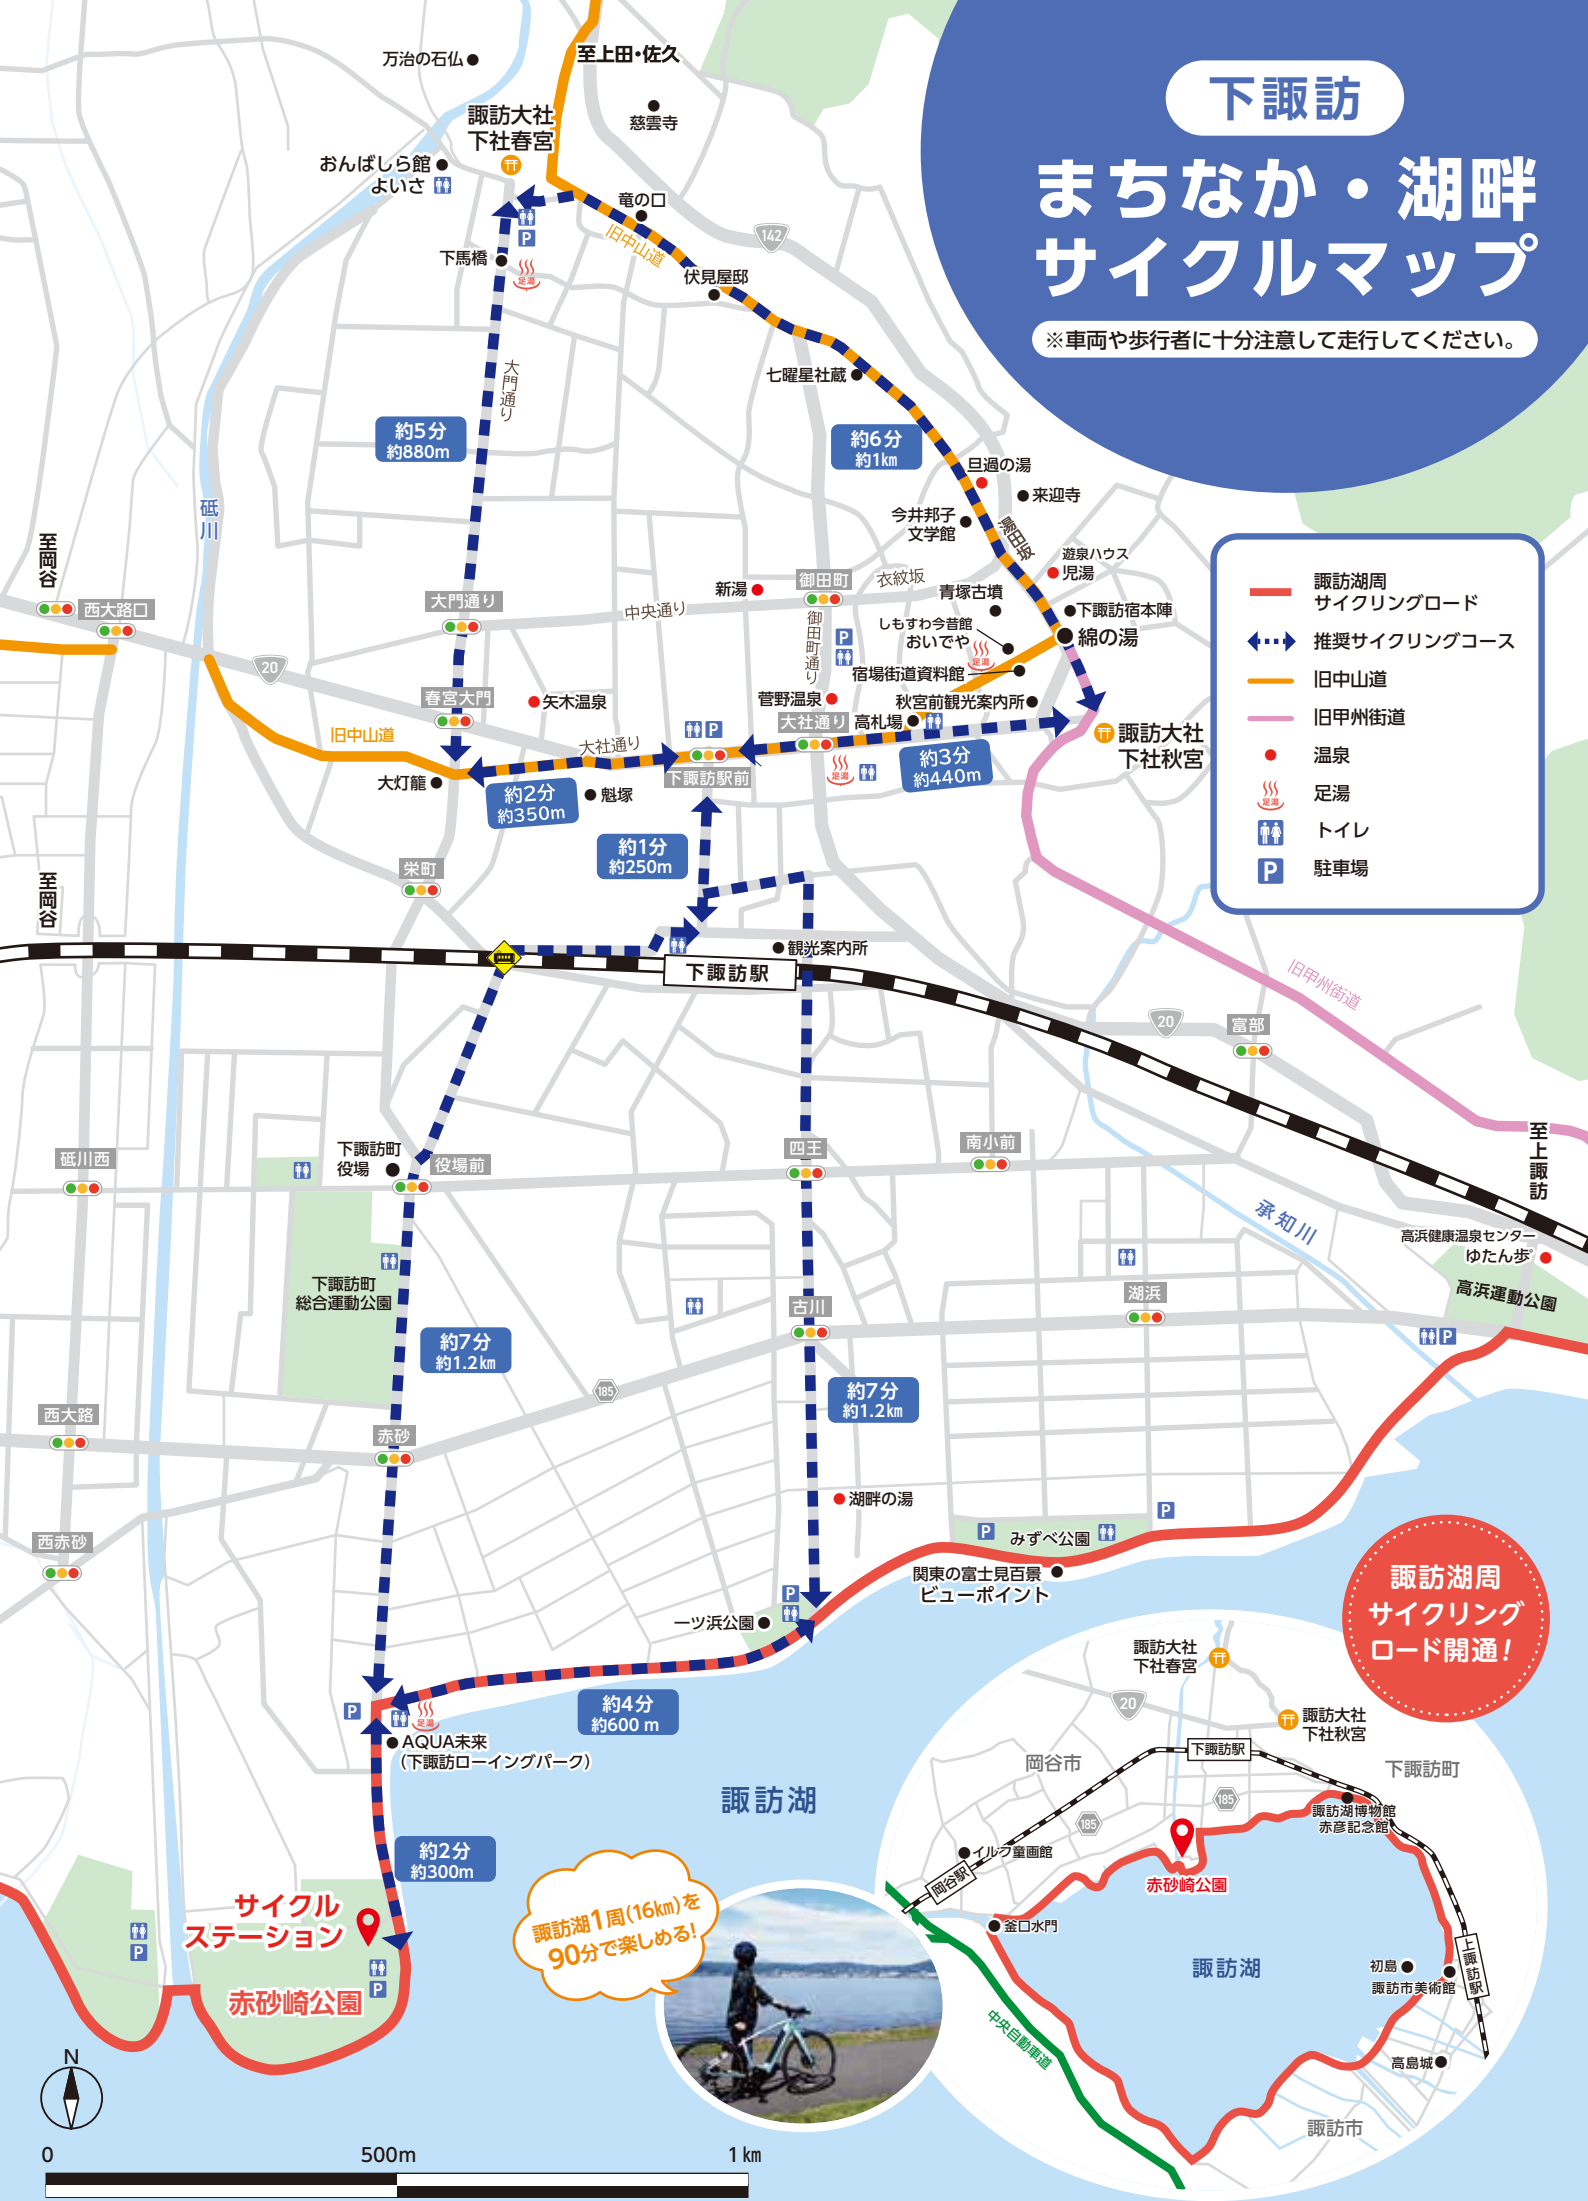 下諏訪
まちなか・湖畔
サイクルマップ
※車両や歩行者に十分注意して走行してください。
万治の石仏
至上田・佐久
慈雲寺
諏訪大社
下社春宮
おんばしら館
よいさ
竜の口
旧中山道
142
P
下馬橋
足湯
伏見屋邸
大門通り
七曜星社蔵
約5分
約880m
約6分
約1km
旦過の湯
来迎寺
今井邦子
文学館
湯田坂
砥川
至岡谷
西大路口
大門通り
中央通り
新湯
御田町
衣紋坂
御田町通り
遊泉ハウス
児湯
青塚古墳
下諏訪宿本陣
しもすわ今昔館
おいでや
足湯
綿の湯
宿場街道資料館
P
20
春宮大門
矢木温泉
菅野温泉
秋宮前観光案内所
大社通り
高札場
諏訪大社
下社秋宮
旧中山道
大社通り
P
下諏訪駅前
足湯
約3分
約440m
大灯籠
約2分
約350m
魁塚
約1分
約250m
栄町
至岡谷
観光案内所
下諏訪駅
諏訪湖周
サイクリングロード
推奨サイクリングコース
旧中山道
旧甲州街道
温泉
足湯
足湯
トイレ
P
駐車場
旧甲州街道
20
富部
至上諏訪
砥川西
下諏訪町
役場
役場前
四王
南小前
承知川
高浜健康温泉センター
ゆたん歩゜
高浜運動公園
P
下諏訪町
総合運動公園
古川
湖浜
約7分
約1.2km
約7分
約1.2km
185
西大路
赤砂
湖畔の湯
西赤砂
P
みずべ公園
P
関東の富士見百景
ビューポイント
P
一ツ浜公園
P
足湯
AQUA未来
（下諏訪ローイングパーク）
約4分
約600 m
諏訪湖
約2分
約300m
サイクル
ステーション
P
P
赤砂崎公園
諏訪湖1周（16km）を
90分で楽しめる！
諏訪湖周
サイクリング
ロード開通！
諏訪大社
下社春宮
20
諏訪大社
下社秋宮
下諏訪駅
岡谷市
下諏訪町
185
185
諏訪湖博物館
赤彦記念館
イルフ童画館
岡谷駅
赤砂崎公園
釜口水門
諏訪湖
初島
上諏訪駅
諏訪市美術館
中央自動車道
高島城
諏訪市
N
0
500m
1km